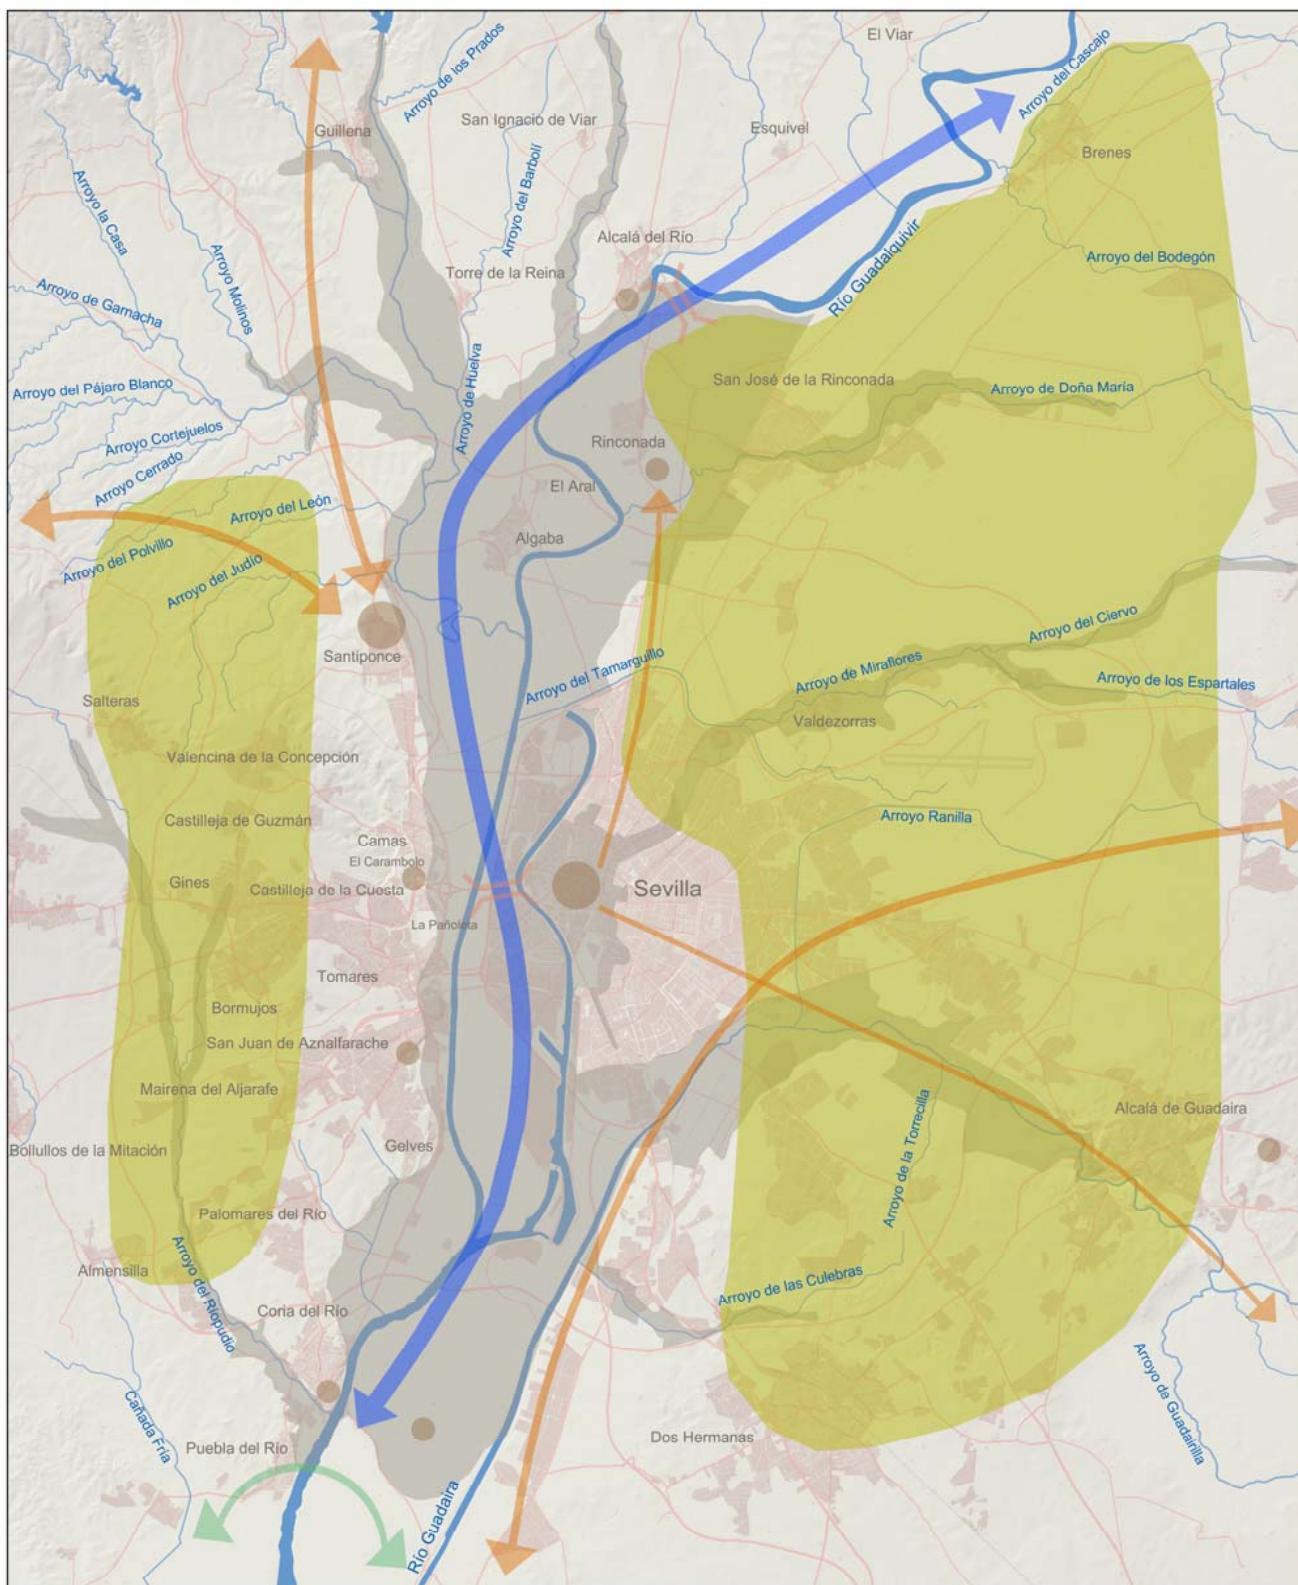 El Viar
Arroyo de los Prados
Arroyo del Cascajo
San Ignacio de Viar
Guillena
Esquivel
Brenes
Arroyo del Barbolí
Arroyo la Casa
Arroyo Molinos
Alcalá del Río
Arroyo del Bodegón
Torre de la Reina
Río Guadalquivir
Arroyo de Garnacha
Arroyo de Huelva
Arroyo del Pájaro Blanco
San José de la Rinconada
Arroyo de Doña María
Arroyo Cortejuelos
Rinconada
Arroyo Cerrado
El Aral
Arroyo del León
Algaba
Arroyo del Polvillo
Arroyo del Judío
Arroyo del Ciervo
Santiponce
Arroyo del Tamarguillo
Arroyo de Miraflores
Arroyo de los Espartales
Salteras
Valdezorras
Valencina de la Concepción
Castilleja de Guzmán
Arroyo Ranilla
Camas
El Carambolo
Gines
Castilleja de la Cuesta
Sevilla
La Pañoleta
Tomares
Bormujos
San Juan de Aznalfarache
Mairena del Aljarafe
Arroyo de la Torrecilla
Alcalá de Guadaira
Bollullos de la Mitación
Gelves
Palomares del Río
Almensilla
Arroyo del Riopudio
Arroyo de las Culebras
Coria del Río
Arroyo de Guadairilla
Cañada Fría
Puebla del Río
Dos Hermanas
Río Guadaira